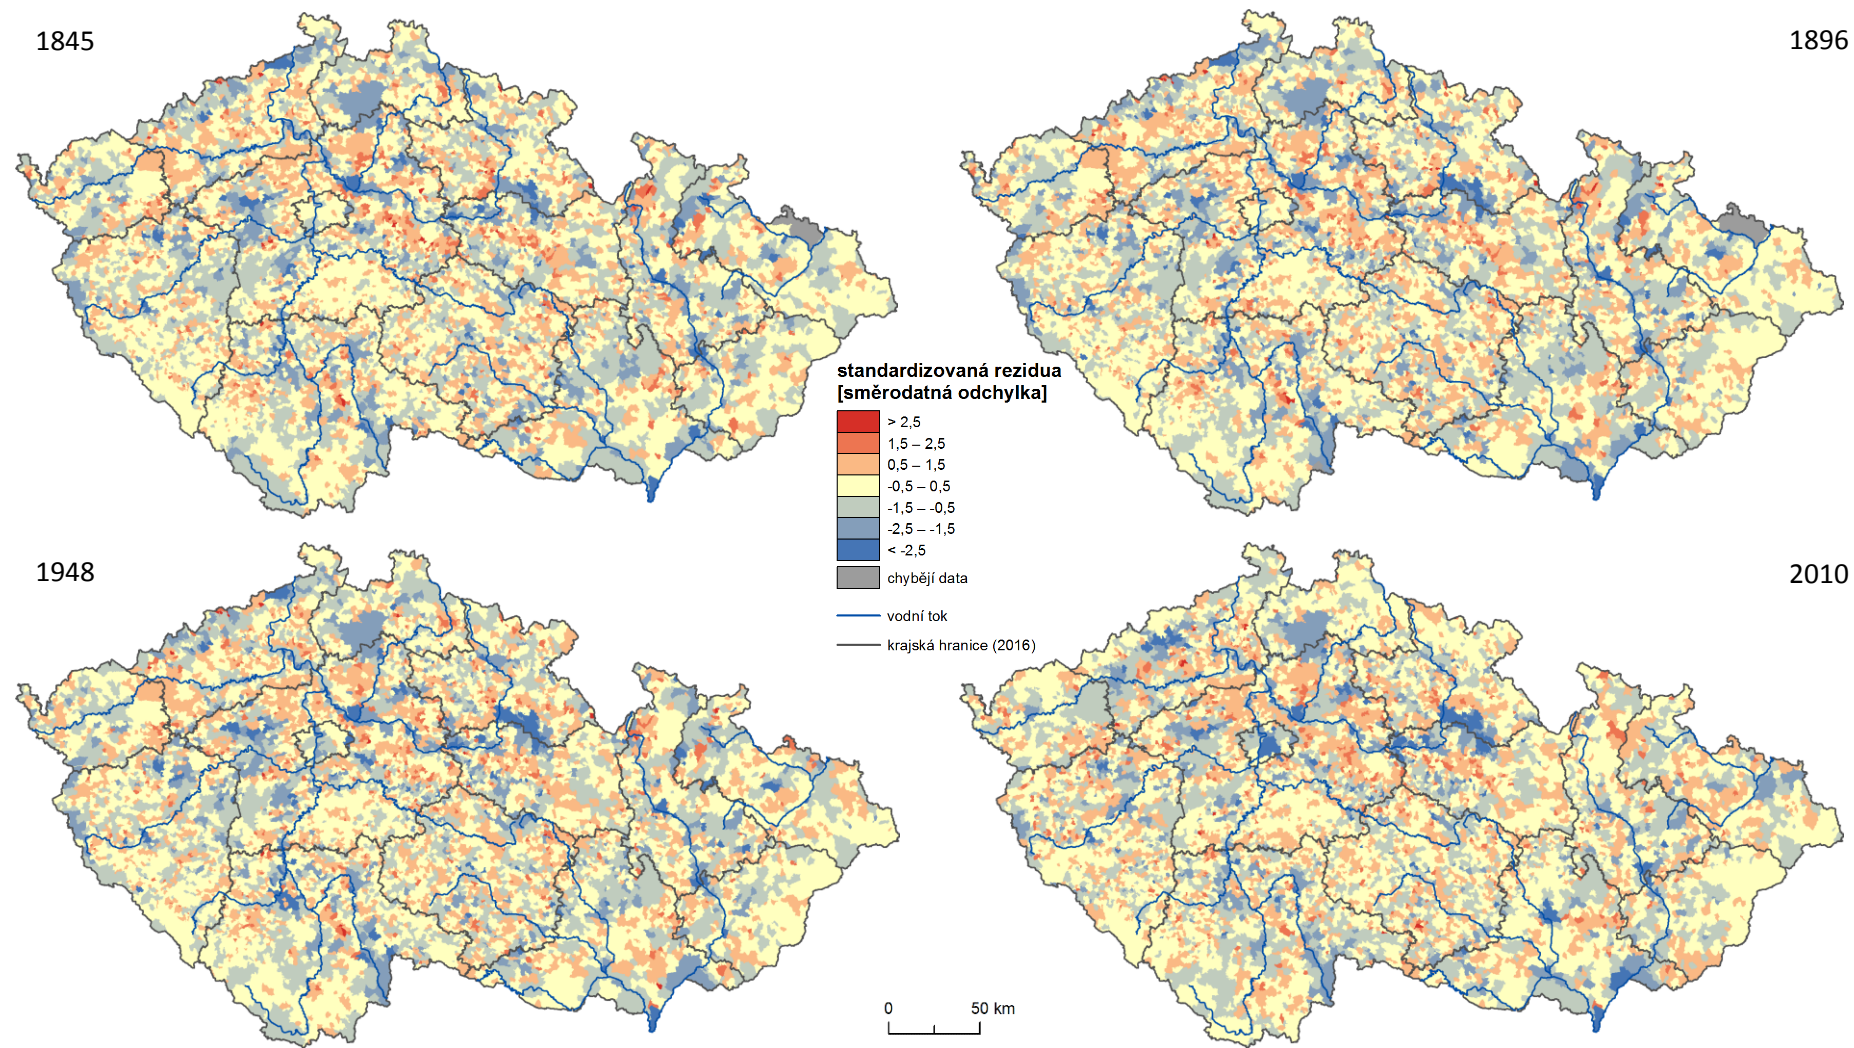 1845
1896
standardizovaná rezidua
[směrodatná odchylka]
> 2,5
1,5 – 2,5
0,5 – 1,5
-0,5 – 0,5
-1,5 – -0,5
-2,5 – -1,5
< -2,5
chybějí data
vodní tok
krajská hranice (2016)
1948
2010
0 50 km